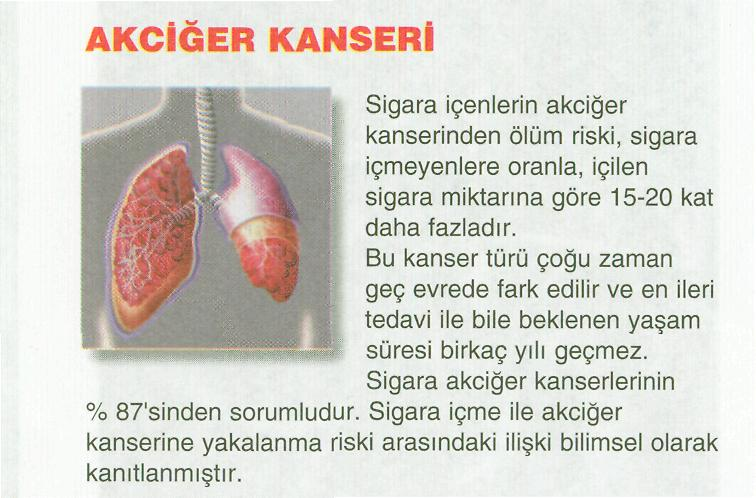 AKCİĞER KANSERİ
Sigara içenlerin akciğer
kanserinden ölüm riski, sigara
içmeyenlere oranla, içilen
sigara miktarına göre 15-20 kat
daha fazladır.
Bu kanser türü çoğu zaman
geç evrede fark edilir ve en ileri
tedavi ile bile beklenen yaşam
süresi birkaç yılı geçmez.
Sigara akciğer kanserlerinin
% 87'sinden sorumludur. Sigara içme ile akciğer
kanserine yakalanma riski arasındaki ilişki bilimsel olarak
kanıtlanmıştır.